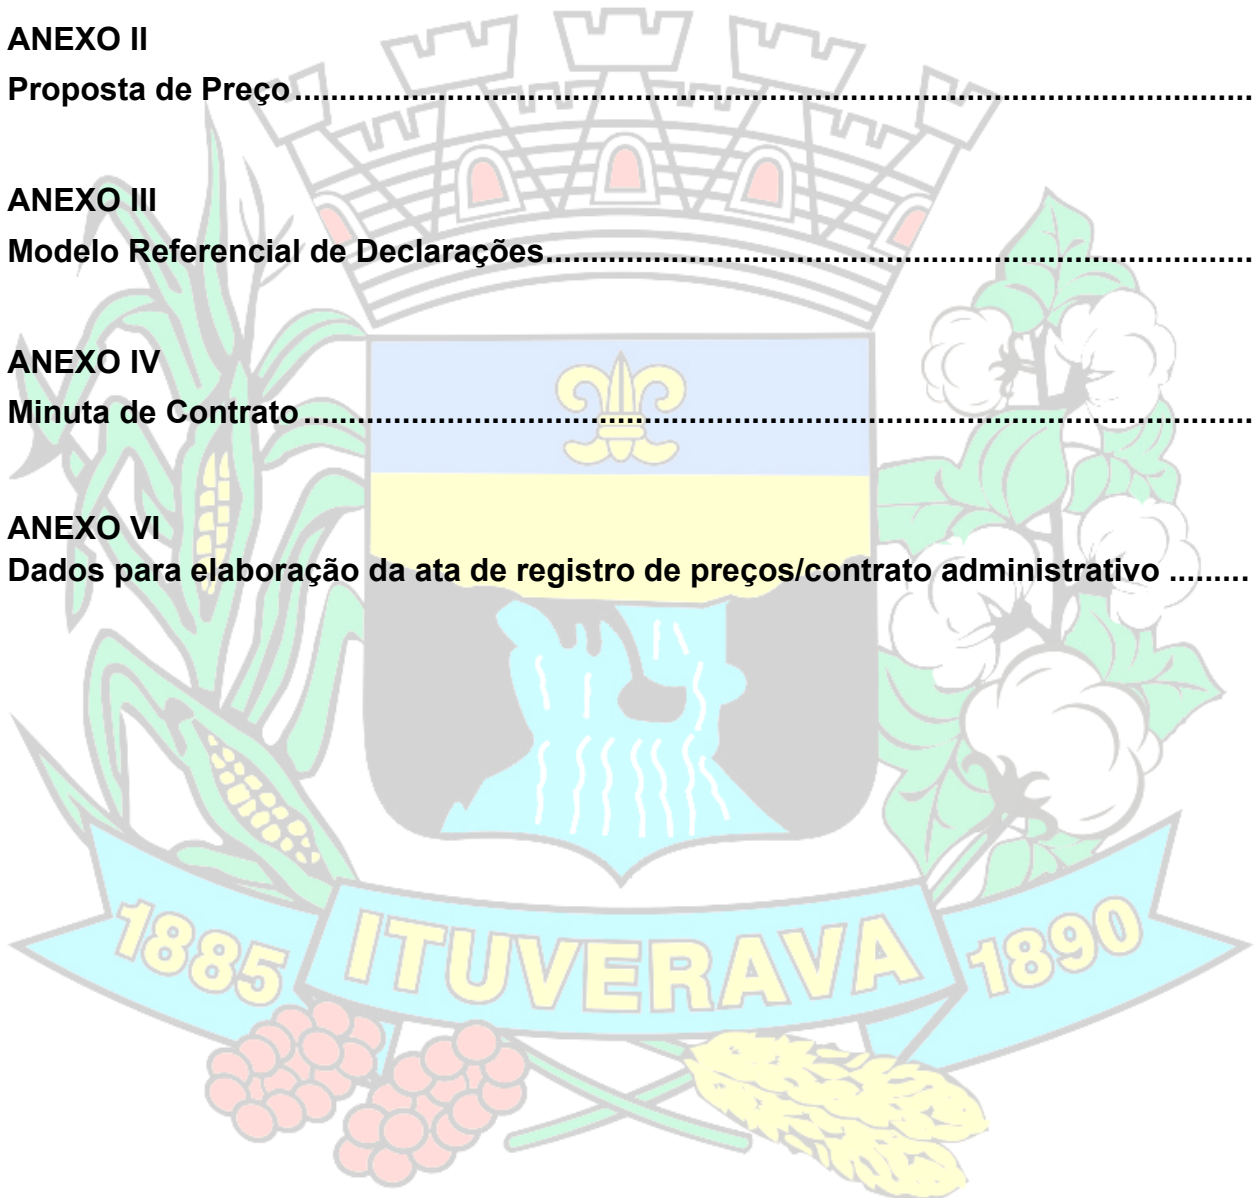 ANEXO II
Proposta de Preço..........................................................................................................
ANEXO III
Modelo Referencial de Declarações..............................................................................
ANEXO IV
Minuta de Contrato.........................................................................................................
ANEXO VI
Dados para elaboração da ata de registro de preços/contrato administrativo .........
1885 ITUVERAVA 1890